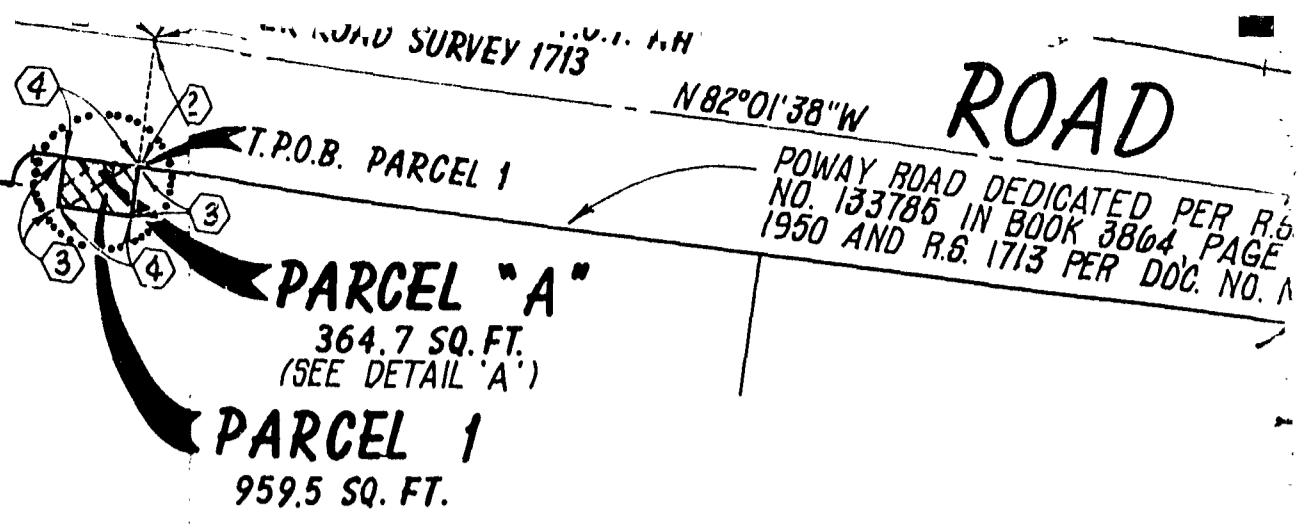 ROAD SURVEY 1713
N 82°01'38"W
ROAD
4
2
T.P.O.B. PARCEL 1
POWAY ROAD DEDICATED PER R.S.
NO. 133785 IN BOOK 3864, PAGE
1950 AND R.S. 1713 PER DOC. NO.
3
3
4
PARCEL "A"
364.7 SQ. FT.
(SEE DETAIL 'A')
PARCEL 1
959.5 SQ. FT.